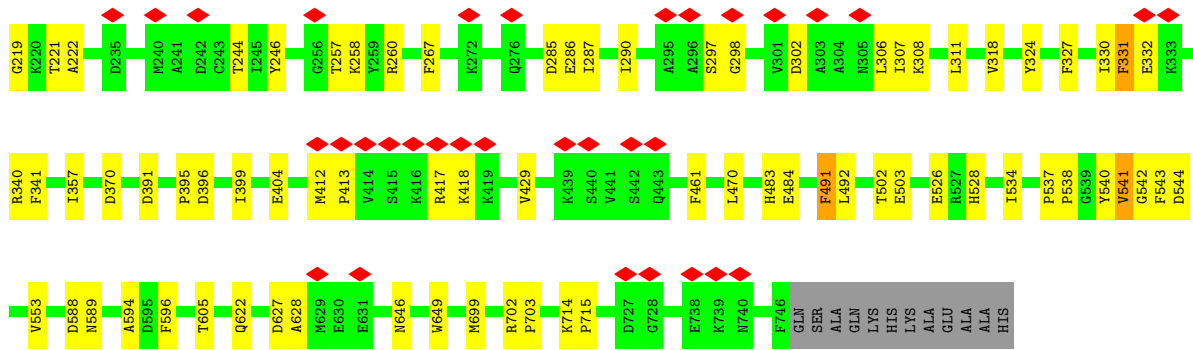 G219 K220 T221 A222 D235 M240 A241 D242 C243 T244 I245 Y246 G256 T257 K258 Y259 R260 F267 K272 Q276 D285 E286 I287 I290 A295 A296 S297 G298 V301 D302 A303 A304 N305 L306 I307 K308 L311 V318 Y324 F327 I330 F331 E332 K333
R340 F341 I357 D370 D391 P395 D396 I399 E404 M412 P413 V414 S415 K416 R417 K418 K419 V429 K439 S440 V441 S442 Q443 F461 L470 H483 E484 F491 L492 T502 E503 E526 R527 H528 I534 P537 P538 G539 Y540 V541 G542 F543 D544
V553 D588 N589 A594 D595 F596 T605 Q622 D627 A628 M629 E630 E631 N646 W649 M699 R702 P703 K714 P715 D727 G728 E738 K739 N740 F746 GLN SER ALA GLN LYS HIS LYS ALA GLU ALA ALA HIS